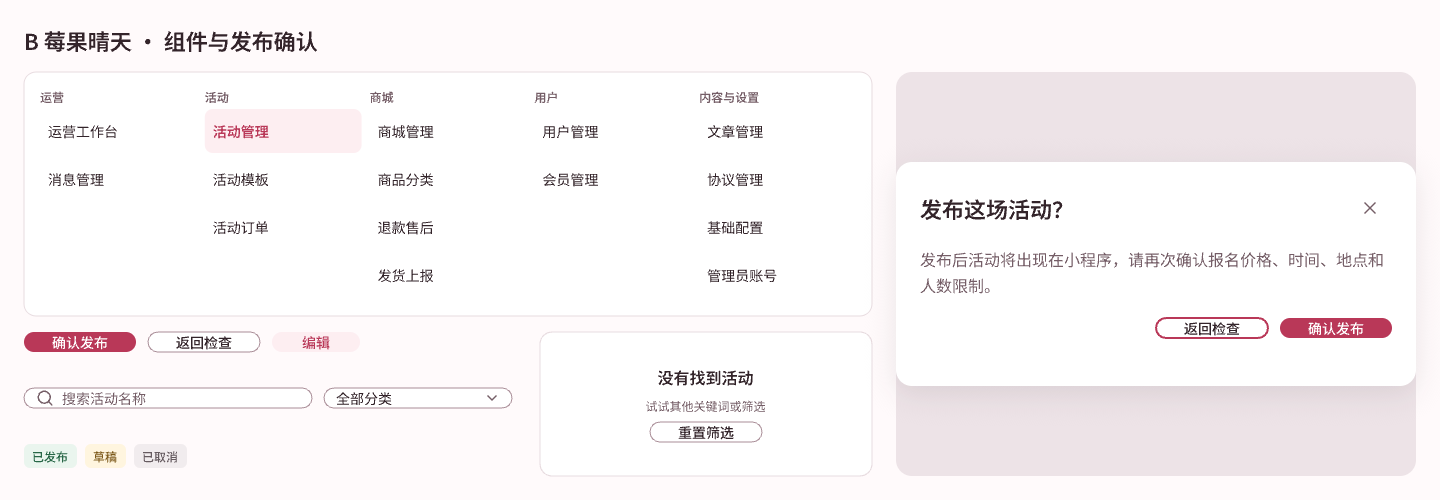 B 莓果晴天 · 组件与发布确认
运营
运营工作台
消息管理
活动
活动管理
活动模板
活动订单
商城
商城管理
商品分类
退款售后
发货上报
用户
用户管理
会员管理
内容与设置
文章管理
协议管理
基础配置
管理员账号
确认发布
返回检查
编辑
搜索活动名称
全部分类
已发布
草稿
已取消
没有找到活动
试试其他关键词或筛选
重置筛选
发布这场活动?
发布后活动将出现在小程序，请再次确认报名价格、时间、地点和
人数限制。
返回检查
确认发布